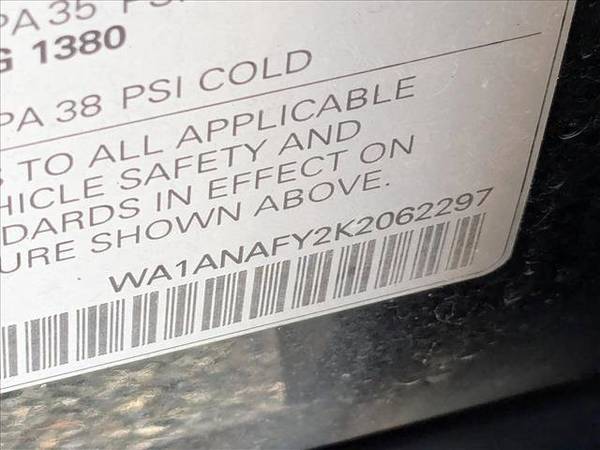 PA 35 PSI
G 1380
PA 38 PSI COLD
TO ALL APPLICABLE
HICLE SAFETY AND
DARDS IN EFFECT ON
URE SHOWN ABOVE.
WA1ANAFY2K2062297